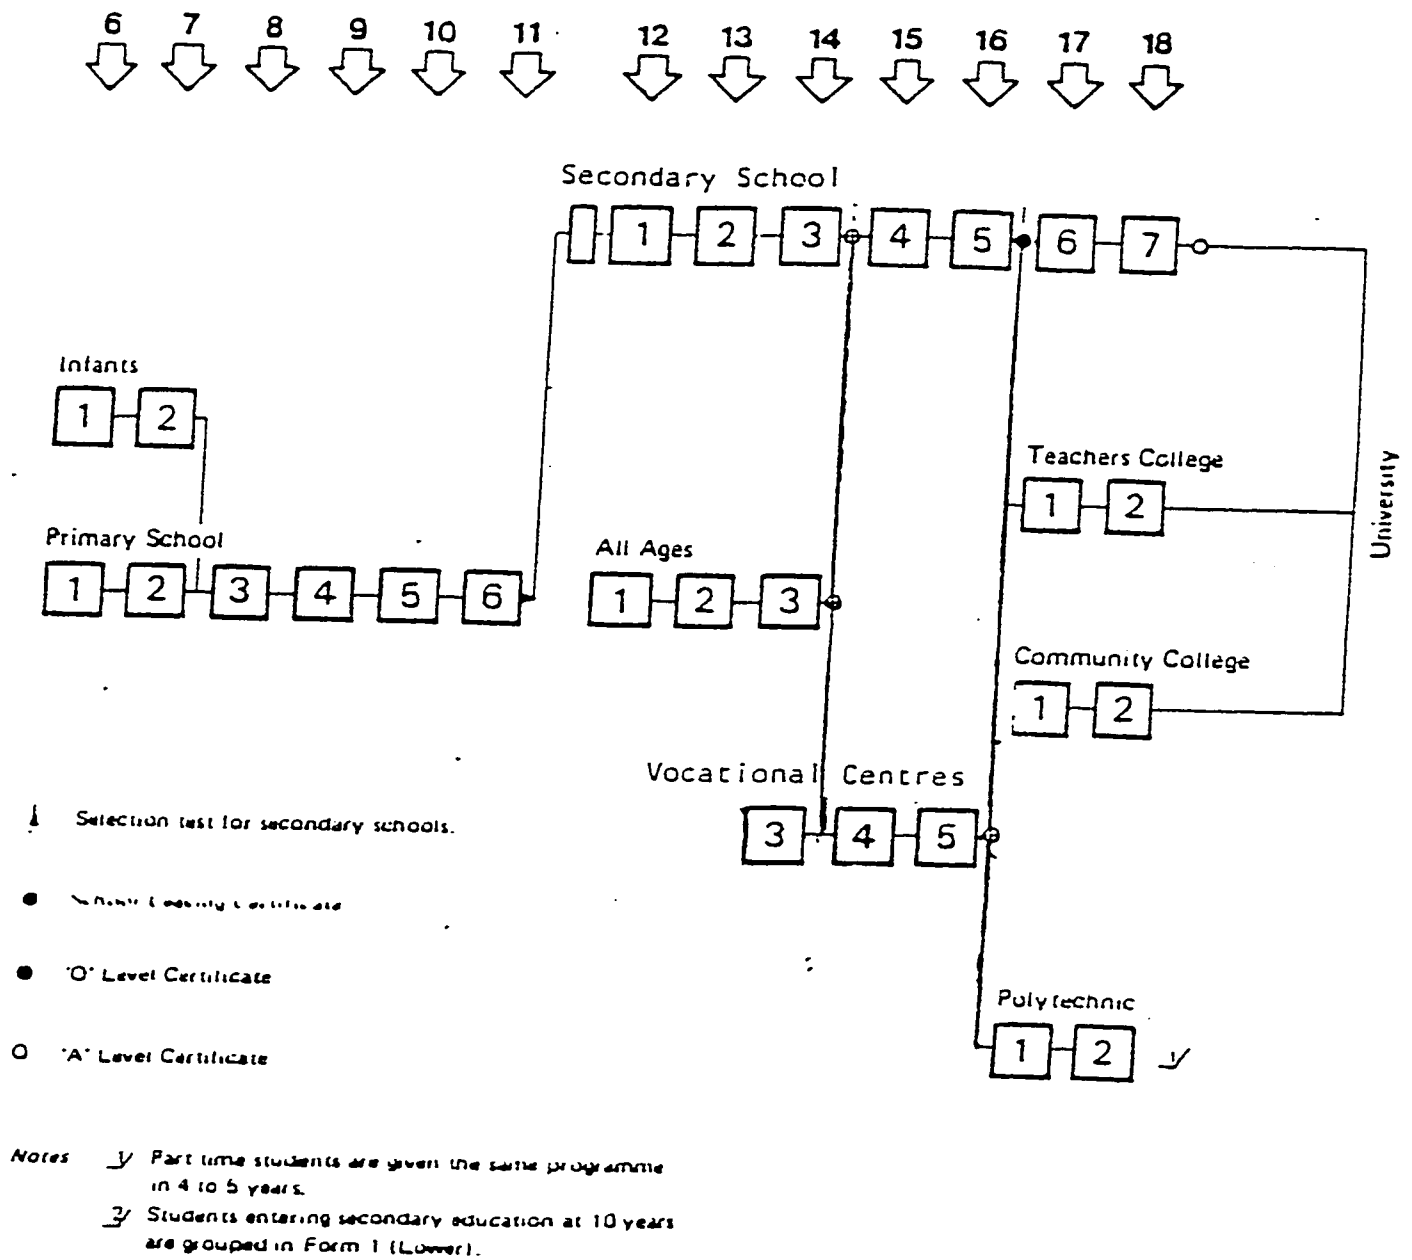 6 7 8 9 10 11 12 13 14 15 16 17 18
Secondary School
1 2 3 4 5 6 7
Infants
1 2
Teachers College
1 2
University
Primary School
1 2 3 4 5 6
All Ages
1 2 3
Community College
1 2
Vocational Centres
3 4 5
Selection test for secondary schools.
Certificate
"O" Level Certificate
"A" Level Certificate
Polytechnic
1 2 1/
Notes 1/ Part time students are given the same programme
in 4 to 5 years.
2/ Students entering secondary education at 10 years
are grouped in Form 1 (Lower).